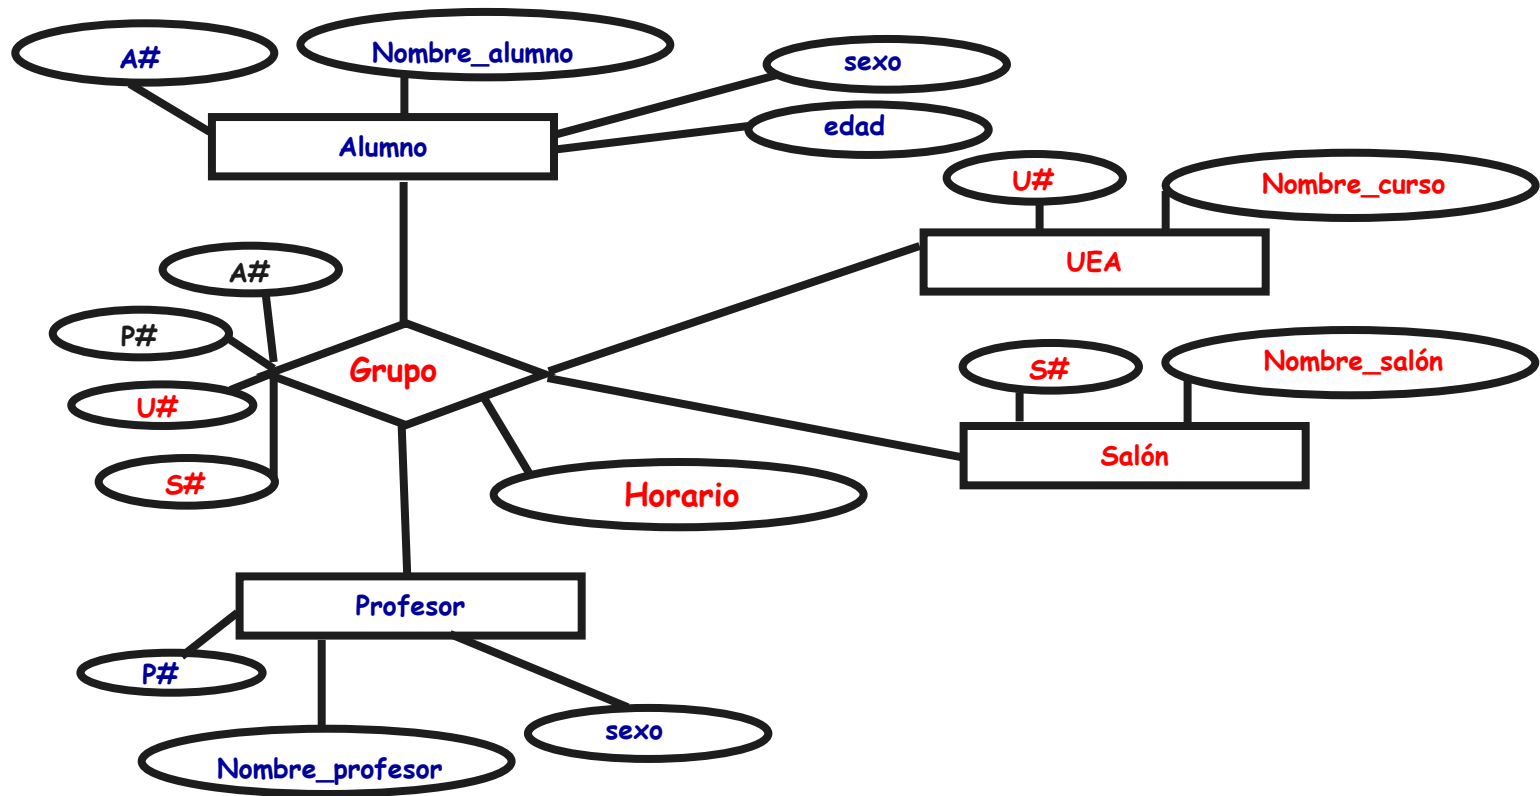 A#
Nombre_alumno
sexo
edad
Alumno
U#
Nombre_curso
UEA
A#
P#
Grupo
U#
S#
Nombre_salón
Salón
S#
Horario
Profesor
P#
sexo
Nombre_profesor